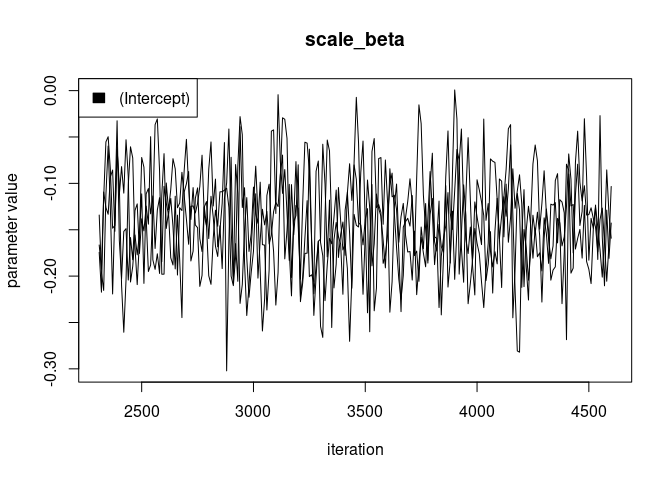 scale_beta
(Intercept)
0.00
-0.10
-0.20
-0.30
parameter value
2500 3000 3500 4000 4500
iteration